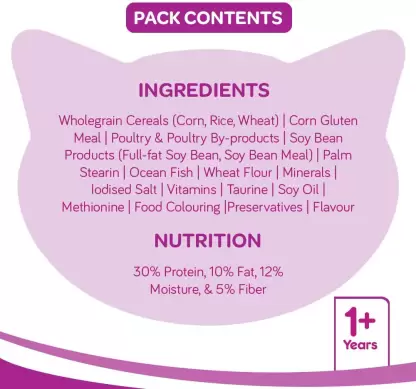 PACK CONTENTS
INGREDIENTS
Wholegrain Cereals (Corn, Rice, Wheat) | Corn Gluten
Meal | Poultry & Poultry By-products | Soy Bean
Products (Full-fat Soy Bean, Soy Bean Meal) | Palm
Stearin | Ocean Fish | Wheat Flour | Minerals |
Iodised Salt | Vitamins | Taurine | Soy Oil |
Methionine | Food Colouring |Preservatives | Flavour
NUTRITION
30% Protein, 10% Fat, 12%
Moisture, & 5% Fiber
1+
Years